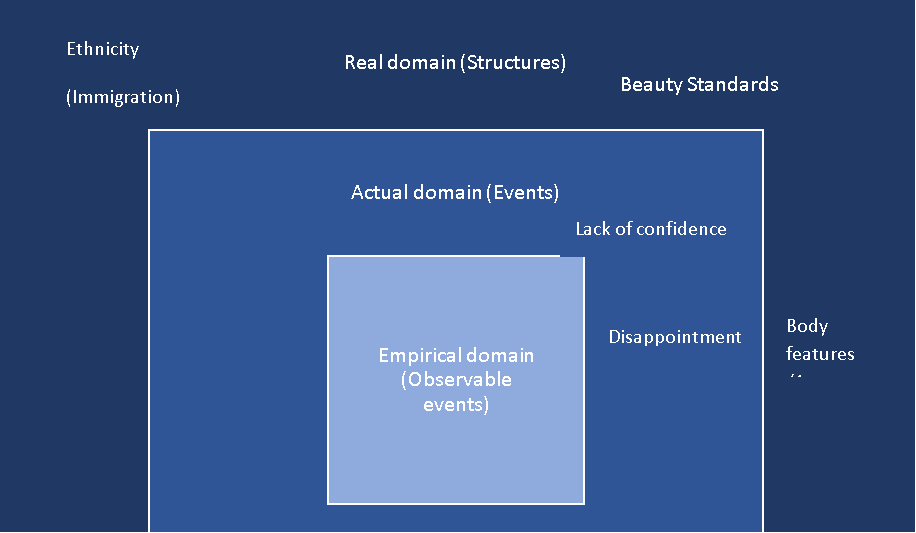 Ethnicity
(Immigration)
Real domain (Structures)
Beauty Standards
Actual domain (Events)
Lack of confidence
Disappointment
Body
features
Empirical domain
(Observable
events)